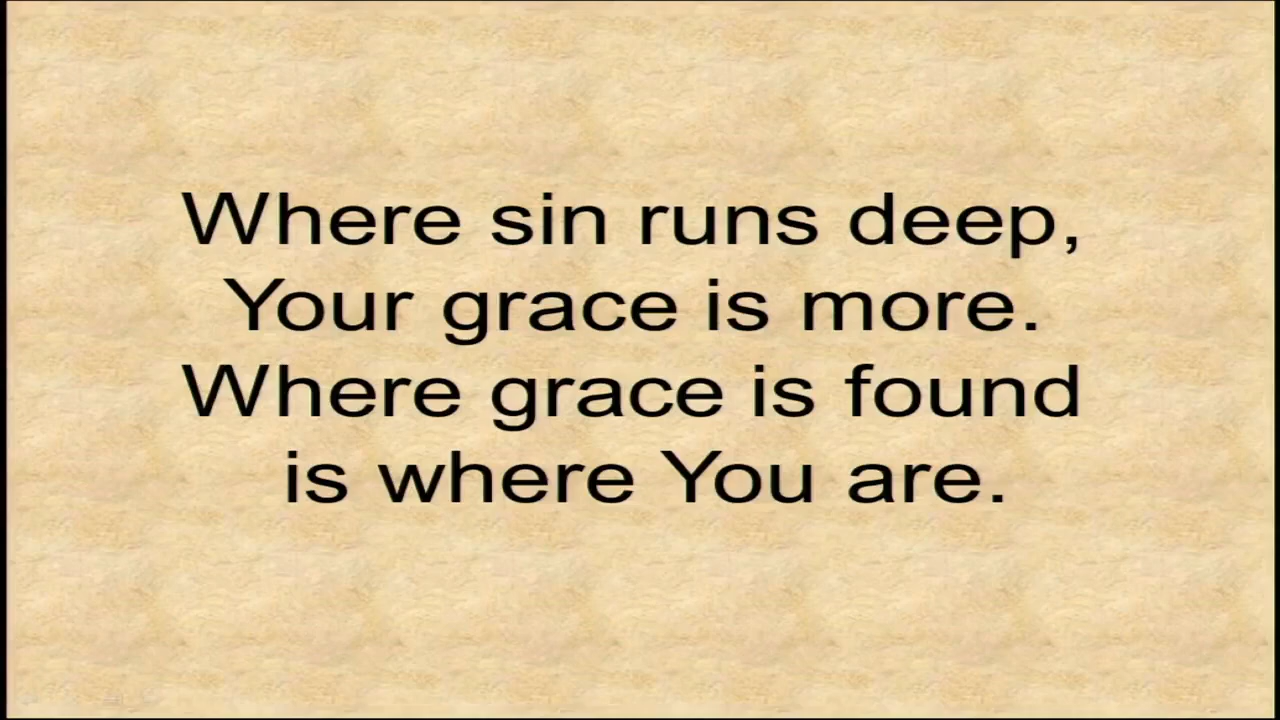 Where sin runs deep,
Your grace is more.
Where grace is found
is where You are.